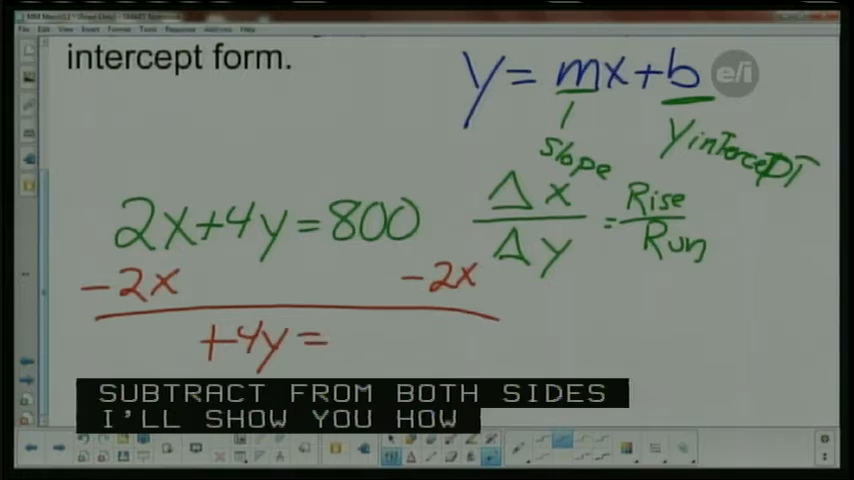 intercept form.
y = mx + b
e/i
slope
y intercept
Δx
Δy
= Rise
Run
2x+4y=800
-2x -2x
+4y=
SUBTRACT FROM BOTH SIDES
I'LL SHOW YOU HOW